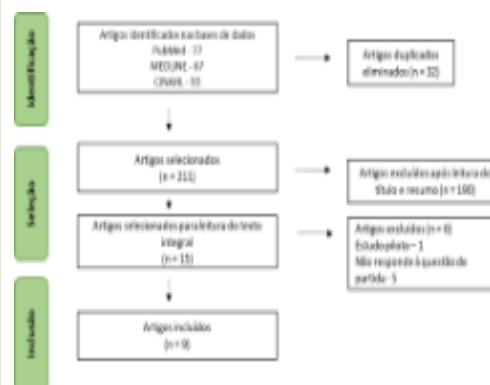 Identificação
Artigos identificados nas bases de dados
PubMed - 77
MEDLINE - 67
CINAHL - 93
Artigos duplicados
eliminados (n = 32)
Seleção
Artigos selecionados
(n = 211)
Artigos excluídos após leitura do
título e resumo (n = 190)
Artigos selecionados para leitura do texto
integral
(n = 15)
Artigos excluídos (n = 6)
Estudo piloto – 1
Não responde à questão de
partida - 5
Inclusão
Artigos incluídos
(n = 9)